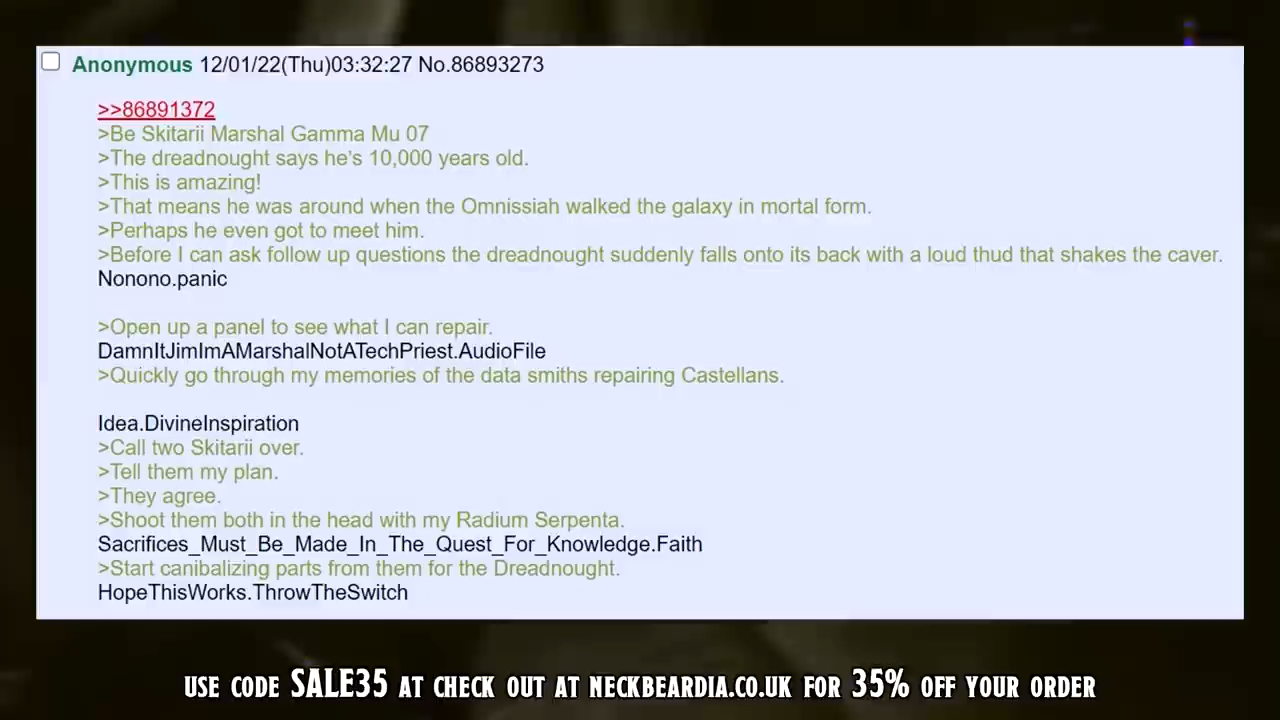 Anonymous 12/01/22(Thu)03:32:27 No.86893273
>>86891372
>Be Skitarii Marshal Gamma Mu 07
>The dreadnought says he's 10,000 years old.
>This is amazing!
>That means he was around when the Omnissiah walked the galaxy in mortal form.
>Perhaps he even got to meet him.
>Before I can ask follow up questions the dreadnought suddenly falls onto its back with a loud thud that shakes the caver.
Nonono.panic
>Open up a panel to see what I can repair.
DamnItJimImAMarshalNotATechPriest.AudioFile
>Quickly go through my memories of the data smiths repairing Castellans.
Idea.DivineInspiration
>Call two Skitarii over.
>Tell them my plan.
>They agree.
>Shoot them both in the head with my Radium Serpenta.
Sacrifices_Must_Be_Made_In_The_Quest_For_Knowledge.Faith
>Start canibalizing parts from them for the Dreadnought.
HopeThisWorks.ThrowTheSwitch
USE CODE SALE35 AT CHECK OUT AT NECKBEARDIA.CO.UK FOR 35% OFF YOUR ORDER